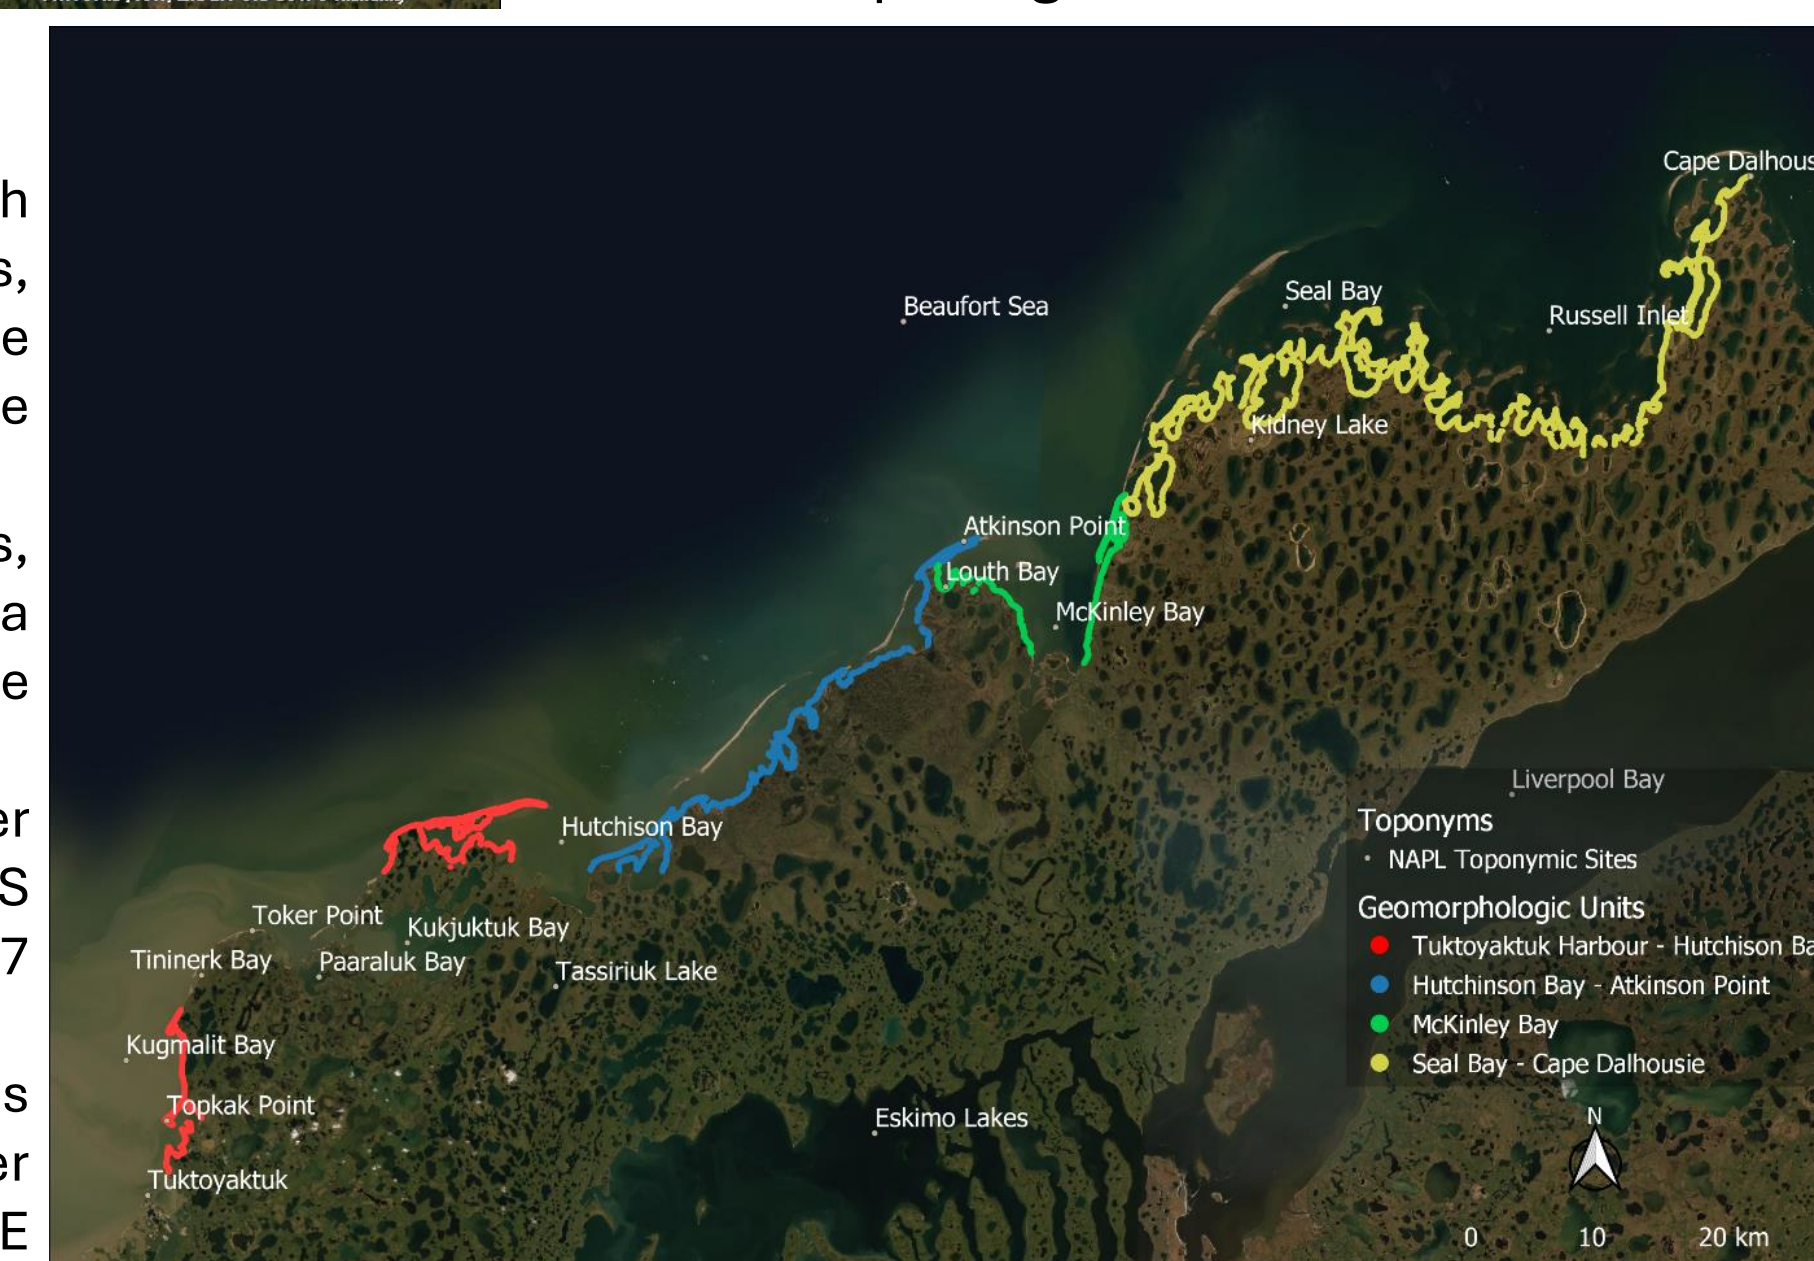 h
s,
e
e
s,
a
e
er
S
7
s
er
E
Cape Dalhous
Seal Bay
Beaufort Sea
Russell Inlet
Kidney Lake
Atkinson Point
Louth Bay
McKinley Bay
Liverpool Bay
Hutchison Bay
Toker Point
Kukjuktuk Bay
Tininerk Bay
Paaraluk Bay
Tassiriuk Lake
Kugmalit Bay
Topkak Point
Eskimo Lakes
Tuktoyaktuk
Toponyms
NAPL Toponymic Sites
Geomorphologic Units
Tuktoyaktuk Harbour - Hutchison Ba
Hutchinson Bay - Atkinson Point
McKinley Bay
Seal Bay - Cape Dalhousie
N
0 10 20 km